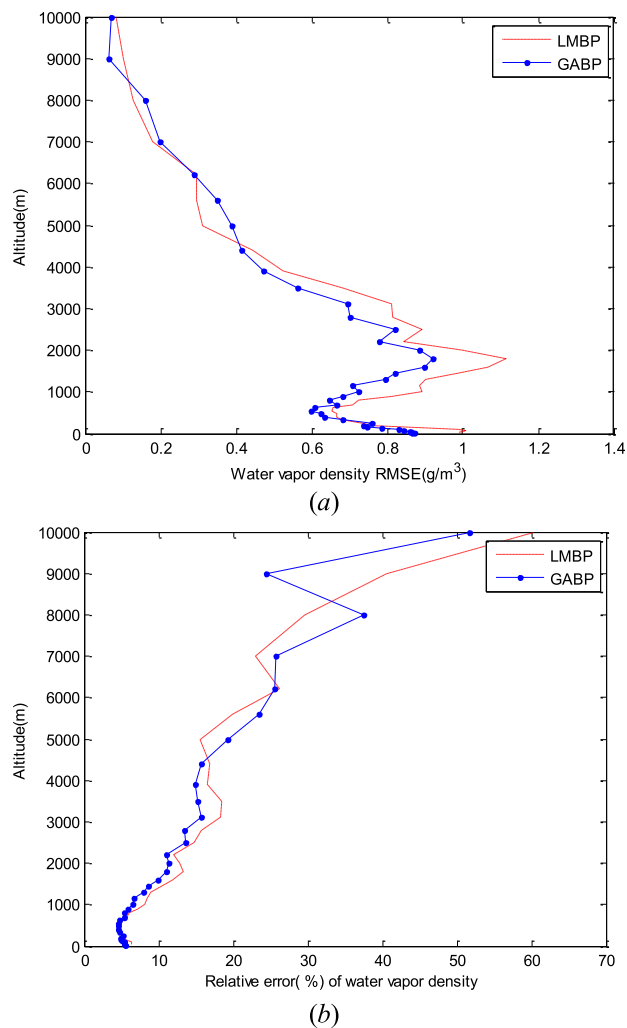 10000
9000
8000
7000
6000
5000
4000
3000
2000
1000
0
Altitude(m)
LMBP
GABP
0 0.2 0.4 0.6 0.8 1 1.2 1.4
Water vapor density RMSE(g/m³)
(a)
10000
9000
8000
7000
6000
5000
4000
3000
2000
1000
0
Altitude(m)
LMBP
GABP
0 10 20 30 40 50 60 70
Relative error( %) of water vapor density
(b)